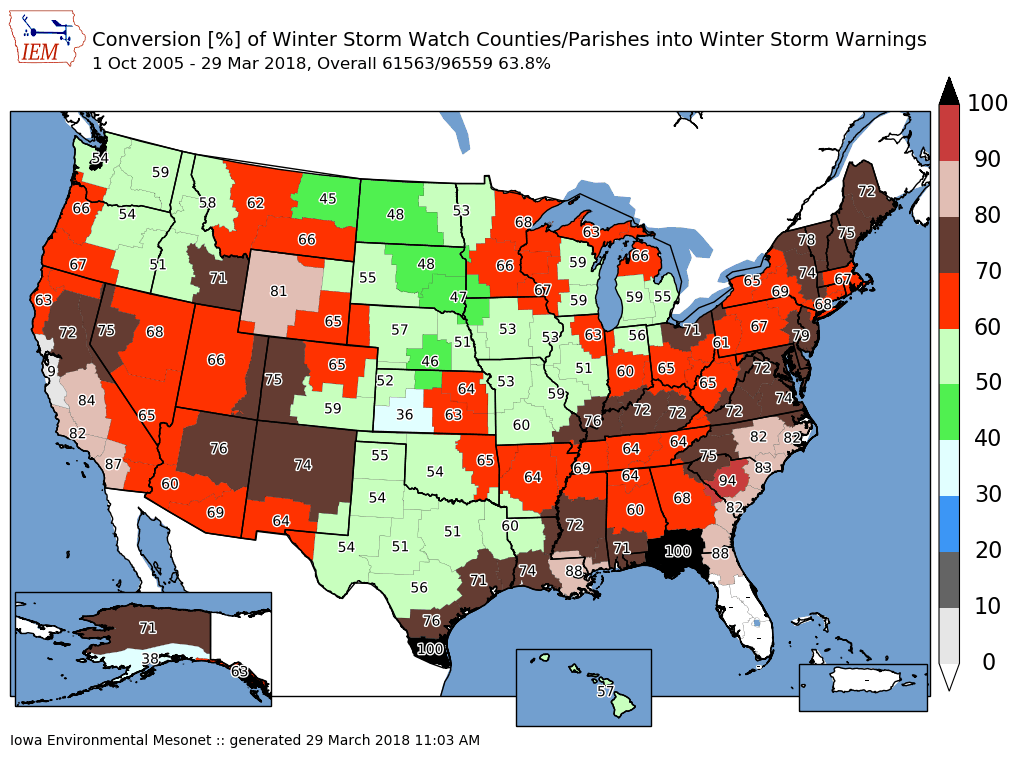 IEM
Conversion [%] of Winter Storm Watch Counties/Parishes into Winter Storm Warnings
1 Oct 2005 - 29 Mar 2018, Overall 61563/96559 63.8%
100
90
80
70
60
50
40
30
20
10
0
54 59 66 54 58 62 45 48 53 68 63 72
67 51 71 66 55 48 66 59 66 78 75
63 72 75 68 81 65 57 47 67 59 59 55 65 69 74 67 68
9 84 66 75 65 52 46 51 53 53 63 56 71 61 67 79
82 65 59 36 64 63 53 59 51 60 65 65 72 74
87 76 74 55 54 65 60 76 72 77 72 82 82
60 69 64 54 54 51 51 60 64 69 64 64 64 75 83
56 71 74 72 88 60 71 68 94 82 100 88
76
100
71
38
63
57
Iowa Environmental Mesonet :: generated 29 March 2018 11:03 AM